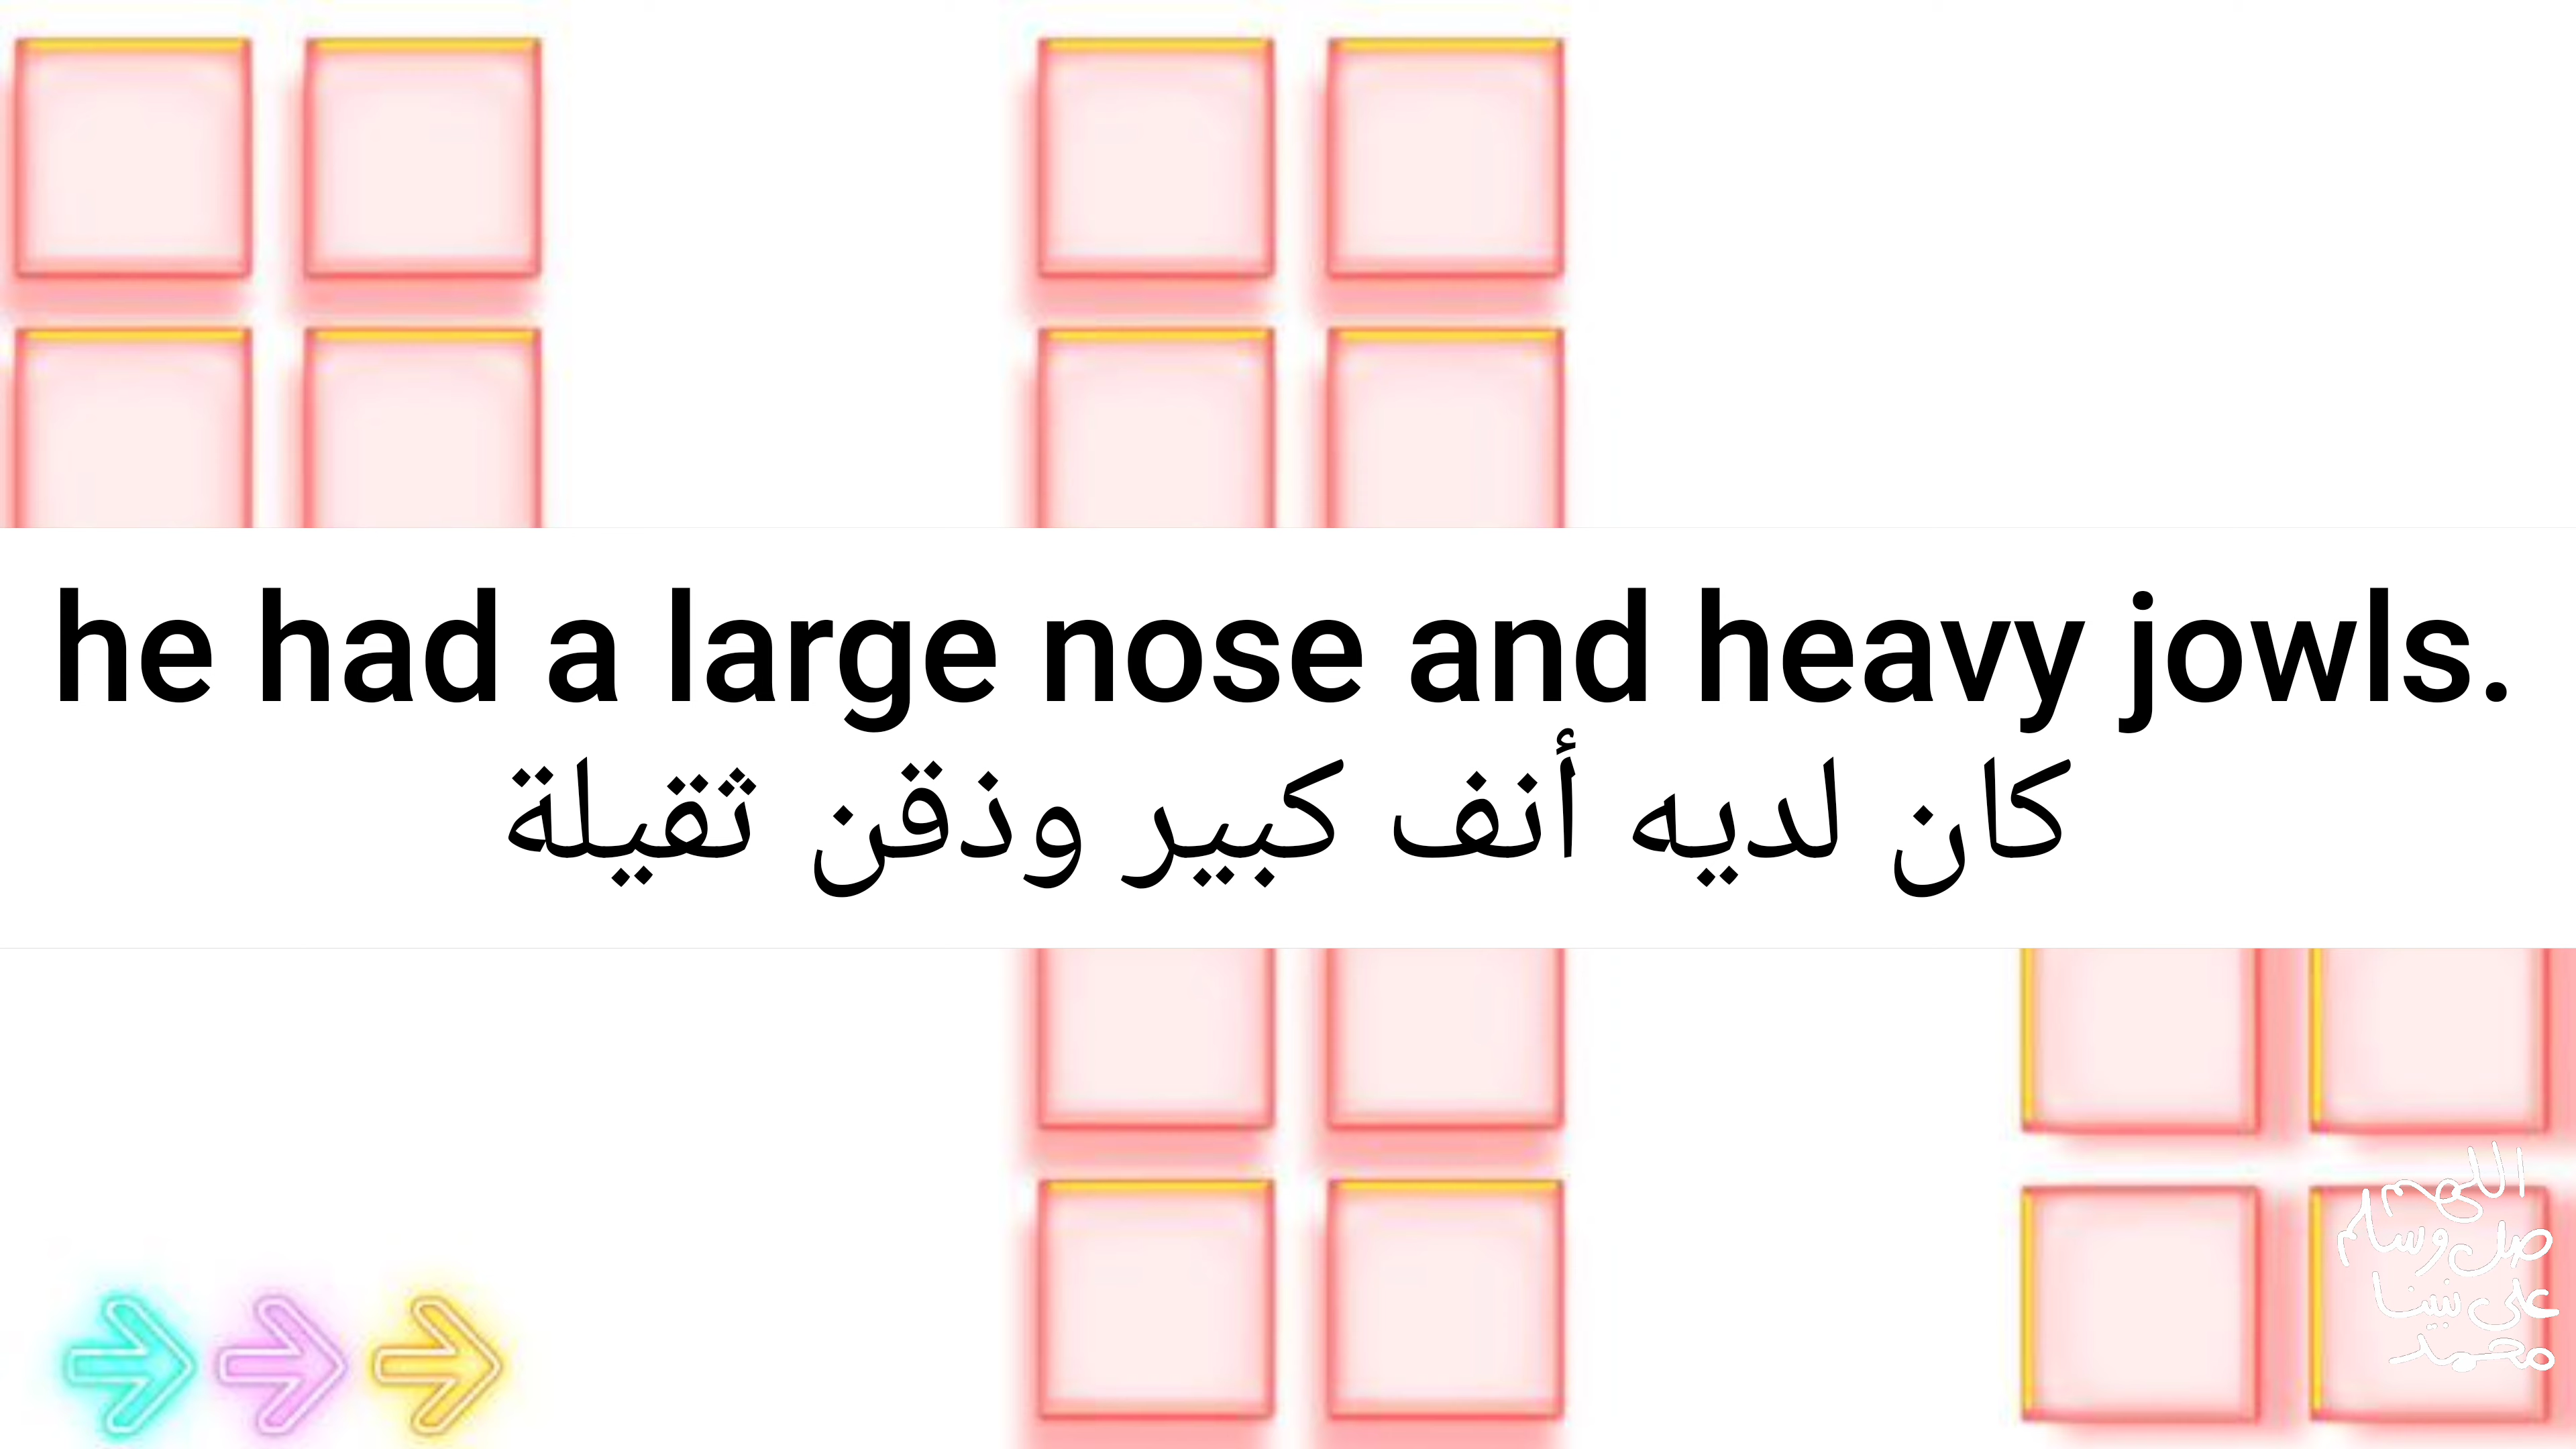 he had a large nose and heavy jowls.
كان لديه أنف كبير وذقن ثقيلة
اللهم
صل وسلم
على نبينا
محمد